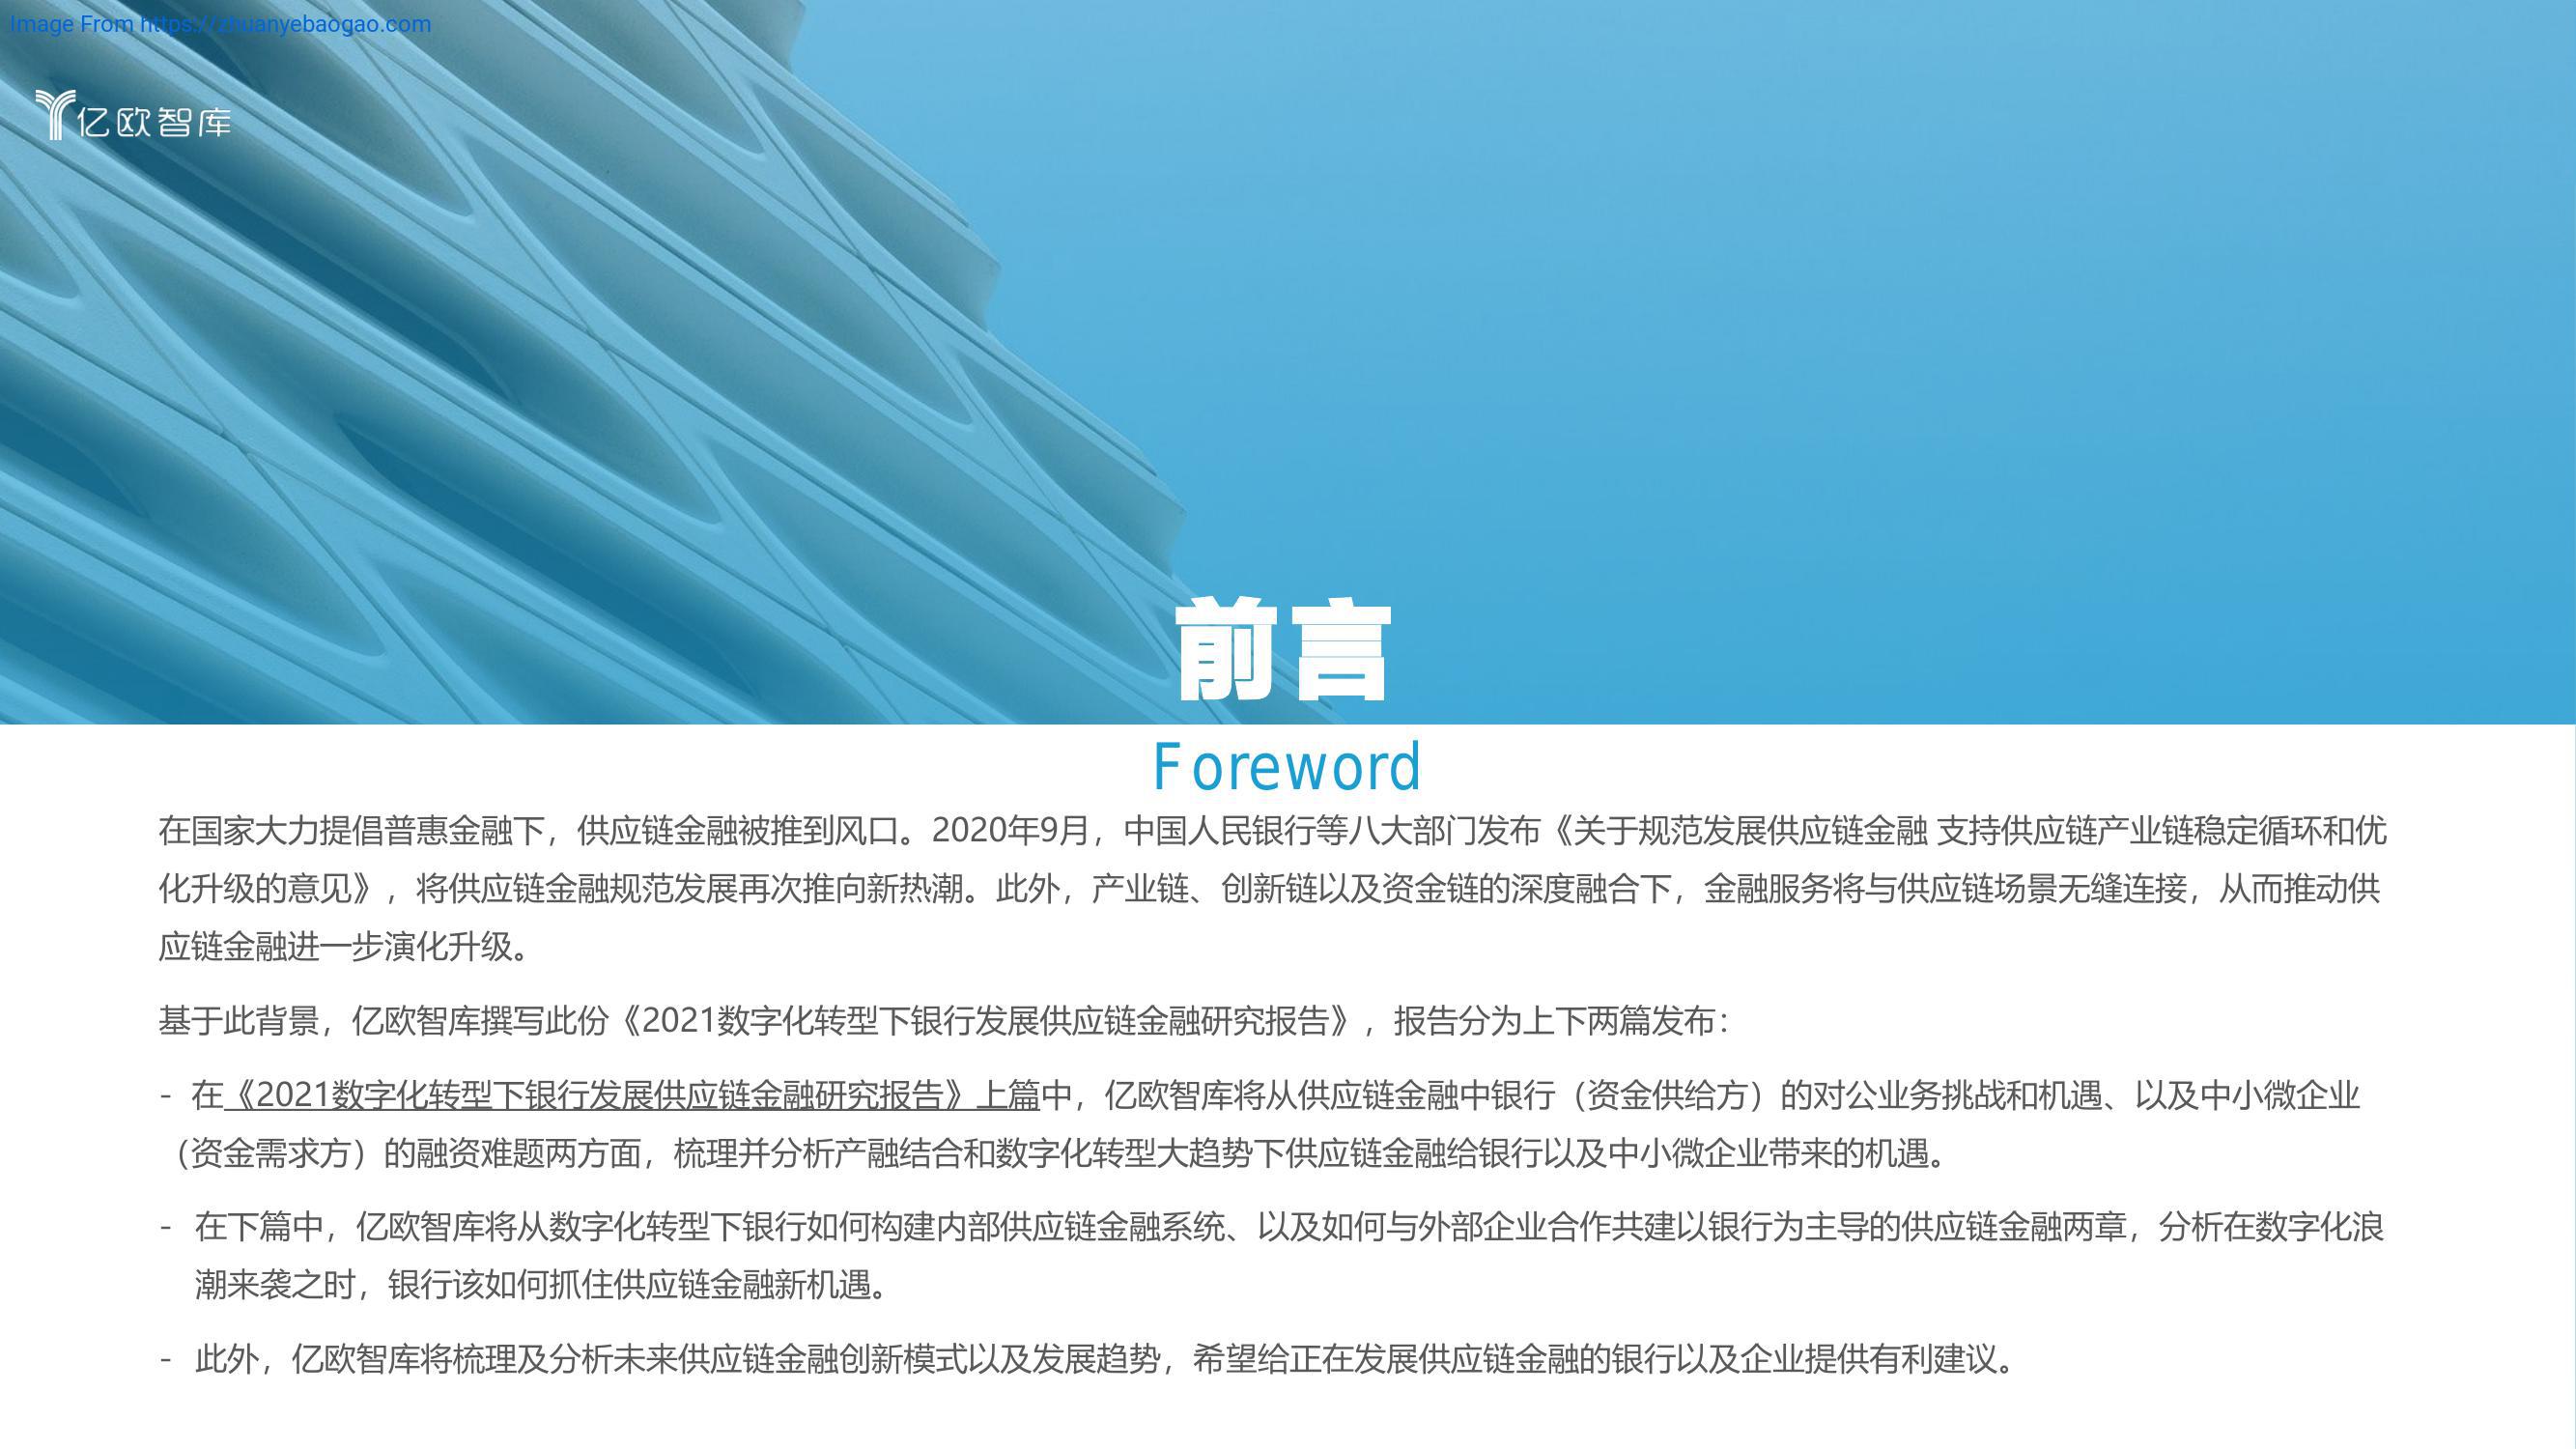 Image From https://zhuanyebaogao.com
亿欧智库
前言
Foreword
在国家大力提倡普惠金融下，供应链金融被推到风口。2020年9月，中国人民银行等八大部门发布《关于规范发展供应链金融 支持供应链产业链稳定循环和优
化升级的意见》，将供应链金融规范发展再次推向新热潮。此外，产业链、创新链以及资金链的深度融合下，金融服务将与供应链场景无缝连接，从而推动供
应链金融进一步演化升级。
基于此背景，亿欧智库撰写此份《2021数字化转型下银行发展供应链金融研究报告》，报告分为上下两篇发布：
- 在《2021数字化转型下银行发展供应链金融研究报告》上篇中，亿欧智库将从供应链金融中银行（资金供给方）的对公业务挑战和机遇、以及中小微企业
（资金需求方）的融资难题两方面，梳理并分析产融结合和数字化转型大趋势下供应链金融给银行以及中小微企业带来的机遇。
- 在下篇中，亿欧智库将从数字化转型下银行如何构建内部供应链金融系统、以及如何与外部企业合作共建以银行为主导的供应链金融两章，分析在数字化浪
潮来袭之时，银行该如何抓住供应链金融新机遇。
- 此外，亿欧智库将梳理及分析未来供应链金融创新模式以及发展趋势，希望给正在发展供应链金融的银行以及企业提供有利建议。